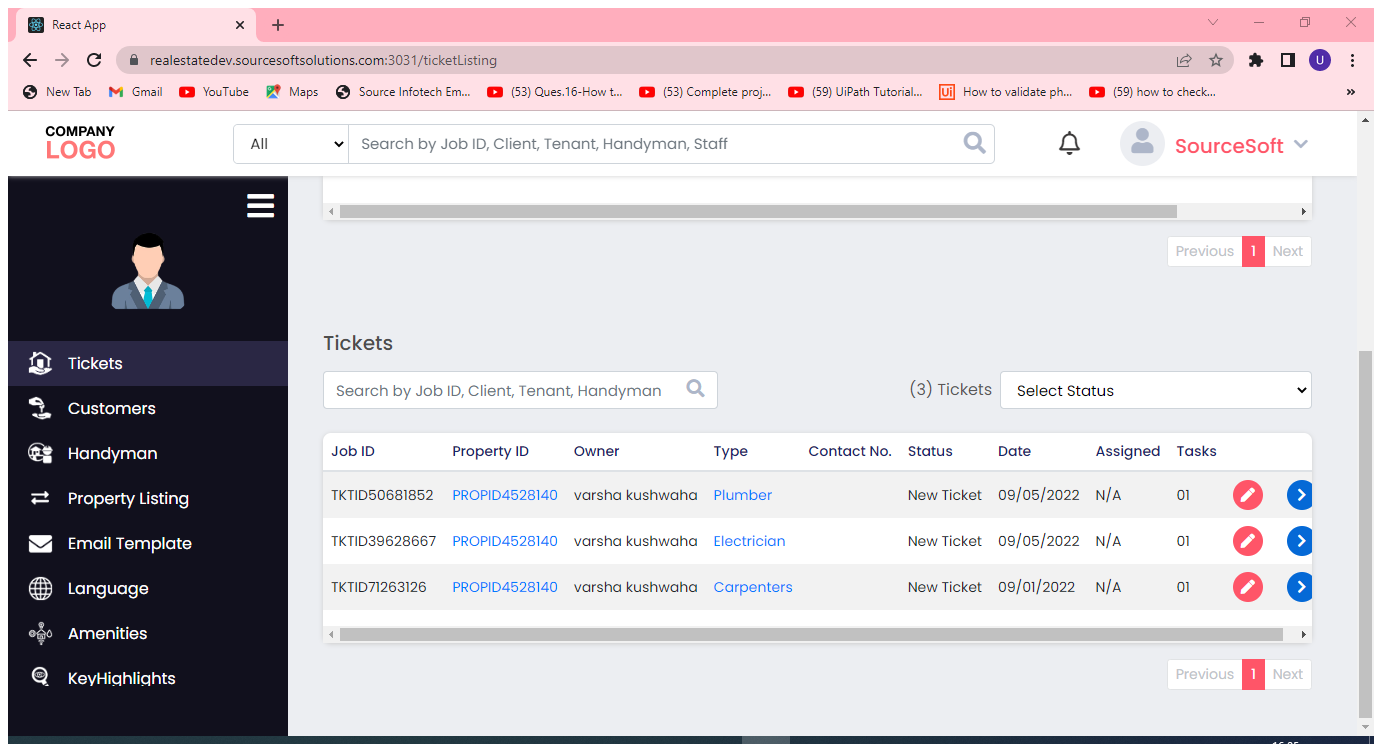 React App
realestatedev.sourcesoftsolutions.com:3031/ticketListing
U
New Tab Gmail YouTube Maps Source Infotech Em... (53) Ques.16-How t... (53) Complete proj... (59) UiPath Tutorial... Ui How to validate ph... (59) how to check... »
COMPANY
LOGO
All Search by Job ID, Client, Tenant, Handyman, Staff
SourceSoft
Previous 1 Next
Tickets
Customers
Handyman
Property Listing
Email Template
Language
Amenities
KeyHighlights
Tickets
Search by Job ID, Client, Tenant, Handyman (3) Tickets Select Status
Job ID Property ID Owner Type Contact No. Status Date Assigned Tasks
TKTID50681852 PROPID4528140 varsha kushwaha Plumber New Ticket 09/05/2022 N/A 01
TKTID39628667 PROPID4528140 varsha kushwaha Electrician New Ticket 09/05/2022 N/A 01
TKTID71263126 PROPID4528140 varsha kushwaha Carpenters New Ticket 09/01/2022 N/A 01
Previous 1 Next